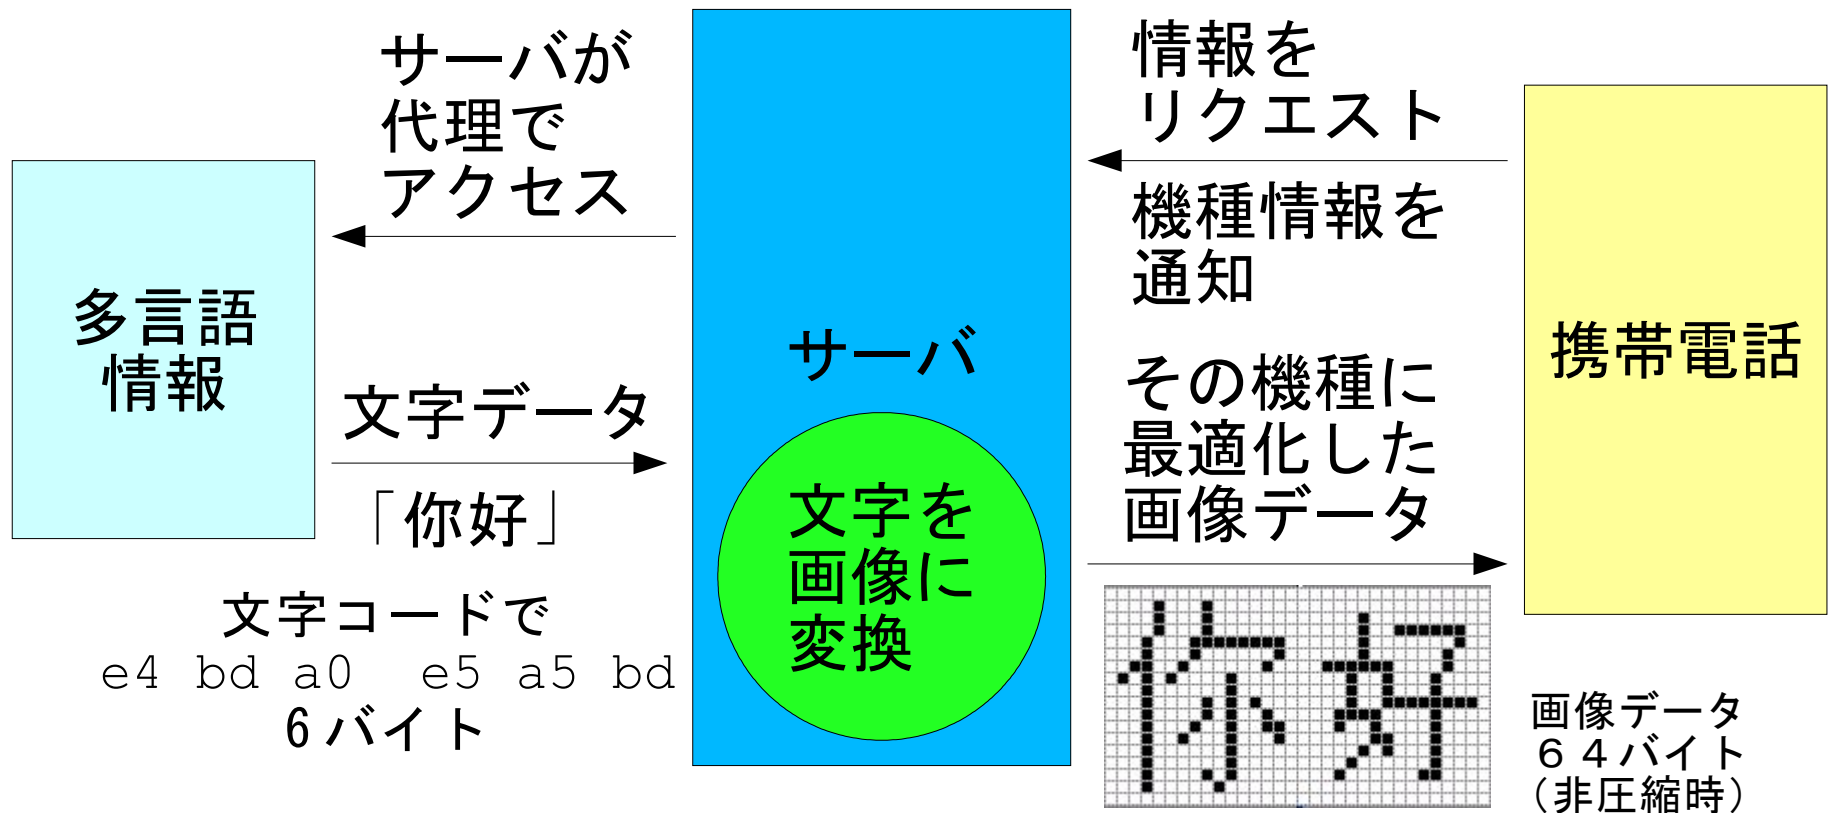 サーバが
代理で
アクセス
多言語
情報
文字データ
「你好」
文字コードで
e4 bd a0 e5 a5 bd
6バイト
サーバ
文字を
画像に
変換
情報を
リクエスト
機種情報を
通知
その機種に
最適化した
画像データ
你好
携帯電話
画像データ
64バイト
(非圧縮時)